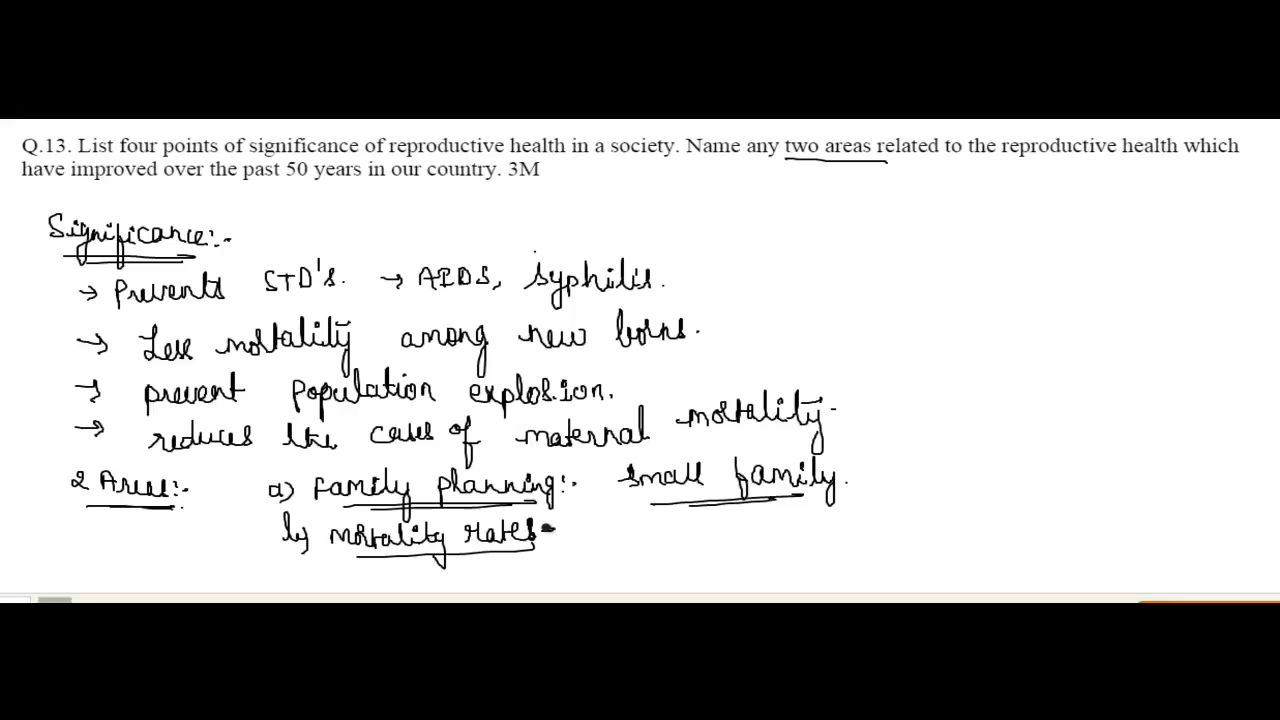 Q.13. List four points of significance of reproductive health in a society. Name any two areas related to the reproductive health which
have improved over the past 50 years in our country. 3M
Significance:-
→ Prevents STD's. → AIDS, syphilis.
→ Less mortality among new borns.
→ prevent population explosion.
→ reduces the cases of maternal mortality.
2 Areas:- a) Family planning:- small family.
b) mortality rates-